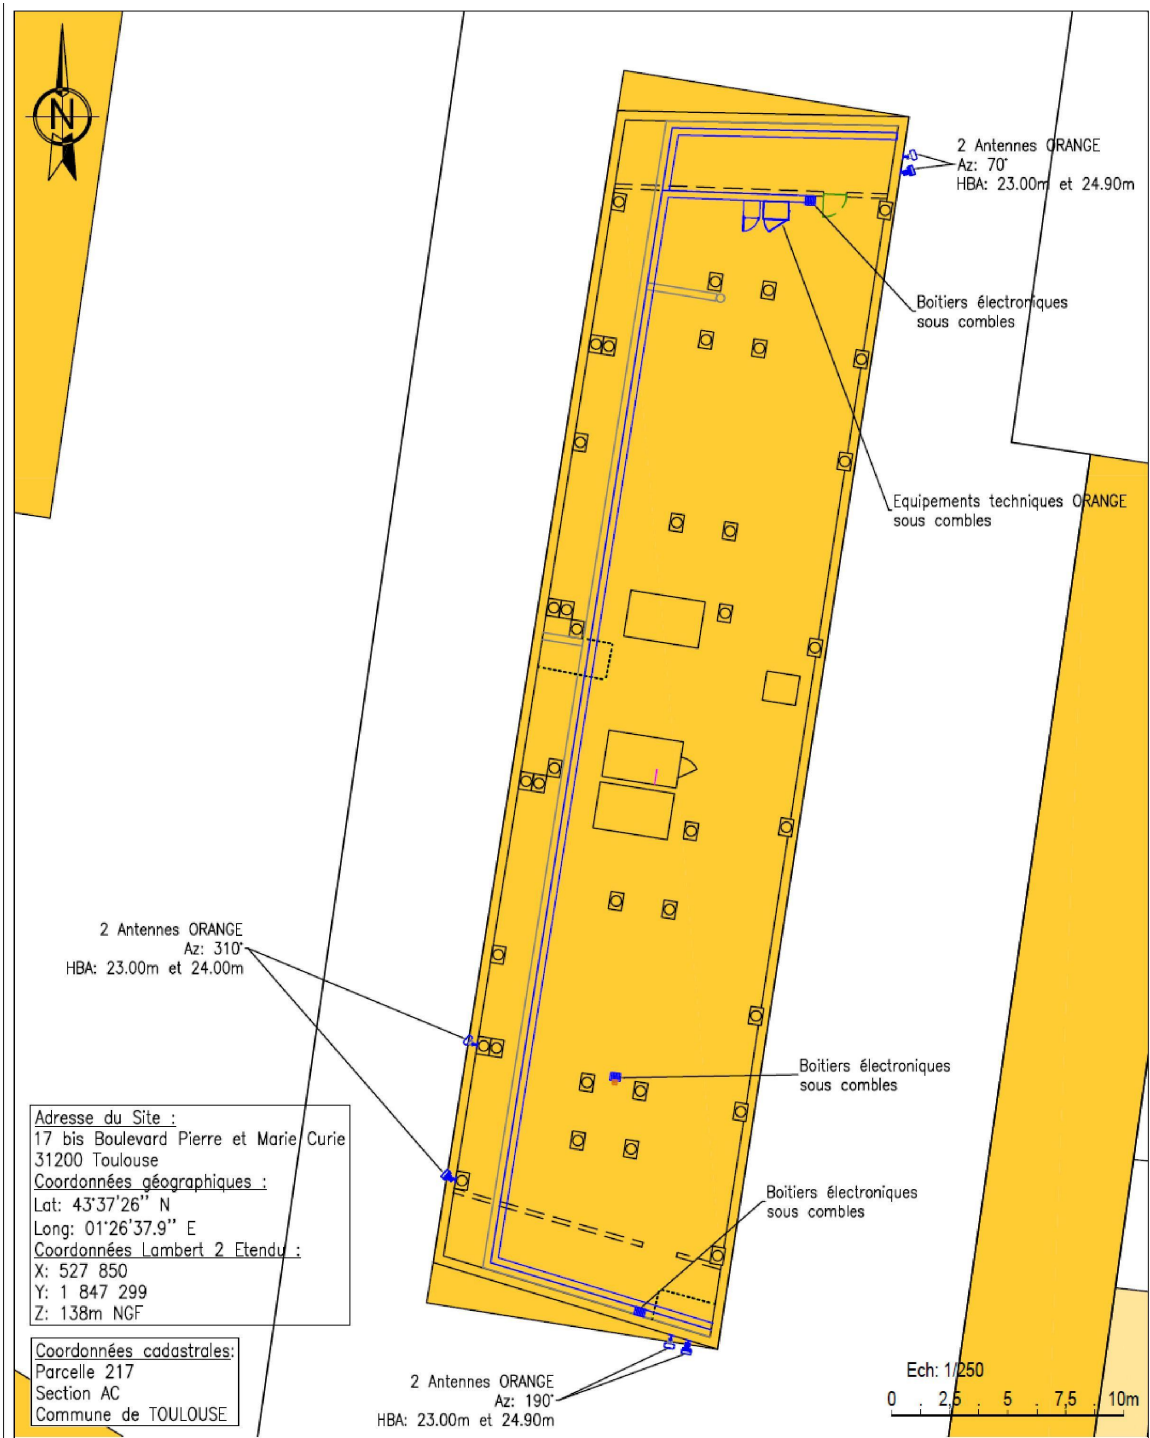 N
2 Antennes ORANGE
Az: 70°
HBA: 23.00m et 24.90m
Boitiers électroniques
sous combles
Equipements techniques ORANGE
sous combles
2 Antennes ORANGE
Az: 310°
HBA: 23.00m et 24.00m
Boitiers électroniques
sous combles
Adresse du Site :
17 bis Boulevard Pierre et Marie Curie
31200 Toulouse
Coordonnées géographiques :
Lat: 43°37'26'' N
Long: 01°26'37.9'' E
Coordonnées Lambert 2 Etendu :
X: 527 850
Y: 1 847 299
Z: 138m NGF
Boitiers électroniques
sous combles
Coordonnées cadastrales:
Parcelle 217
Section AC
Commune de TOULOUSE
2 Antennes ORANGE
Az: 190°
HBA: 23.00m et 24.90m
Ech: 1/250
0 2,5 5 7,5 10m